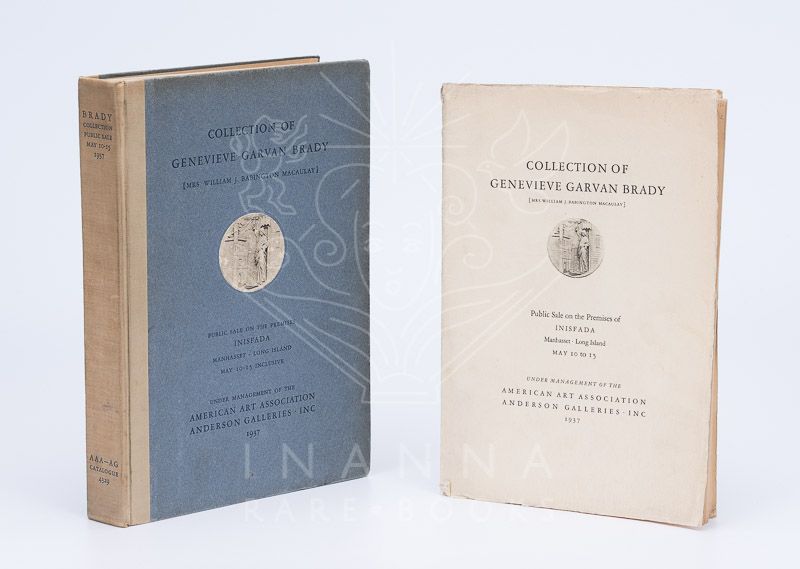 BRADY
COLLECTION
PUBLIC SALE
MAY 10-15
1937
AAA—AG
CATALOGUE
4329
COLLECTION OF
GENEVIEVE GARVAN BRADY
[MRS WILLIAM J. BABINGTON MACAULAY]
PUBLIC SALE ON THE PREMISES
INISFADA
MANHASSET · LONG ISLAND
MAY 10-15 INCLUSIVE
UNDER MANAGEMENT OF THE
AMERICAN ART ASSOCIATION
ANDERSON GALLERIES · INC
1937
COLLECTION OF
GENEVIEVE GARVAN BRADY
[MRS WILLIAM J. BABINGTON MACAULAY]
Public Sale on the Premises of
INISFADA
Manhasset · Long Island
MAY 10 TO 15
UNDER MANAGEMENT OF THE
AMERICAN ART ASSOCIATION
ANDERSON GALLERIES · INC
1937
INANNA
RARE BOOKS